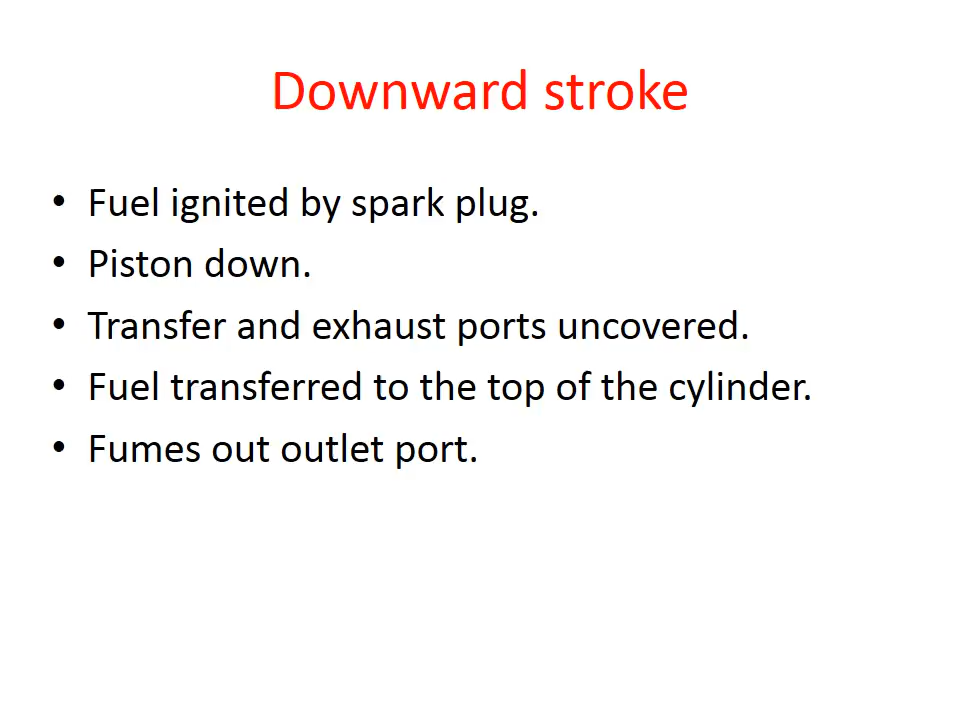 Downward stroke
• Fuel ignited by spark plug.
• Piston down.
• Transfer and exhaust ports uncovered.
• Fuel transferred to the top of the cylinder.
• Fumes out outlet port.